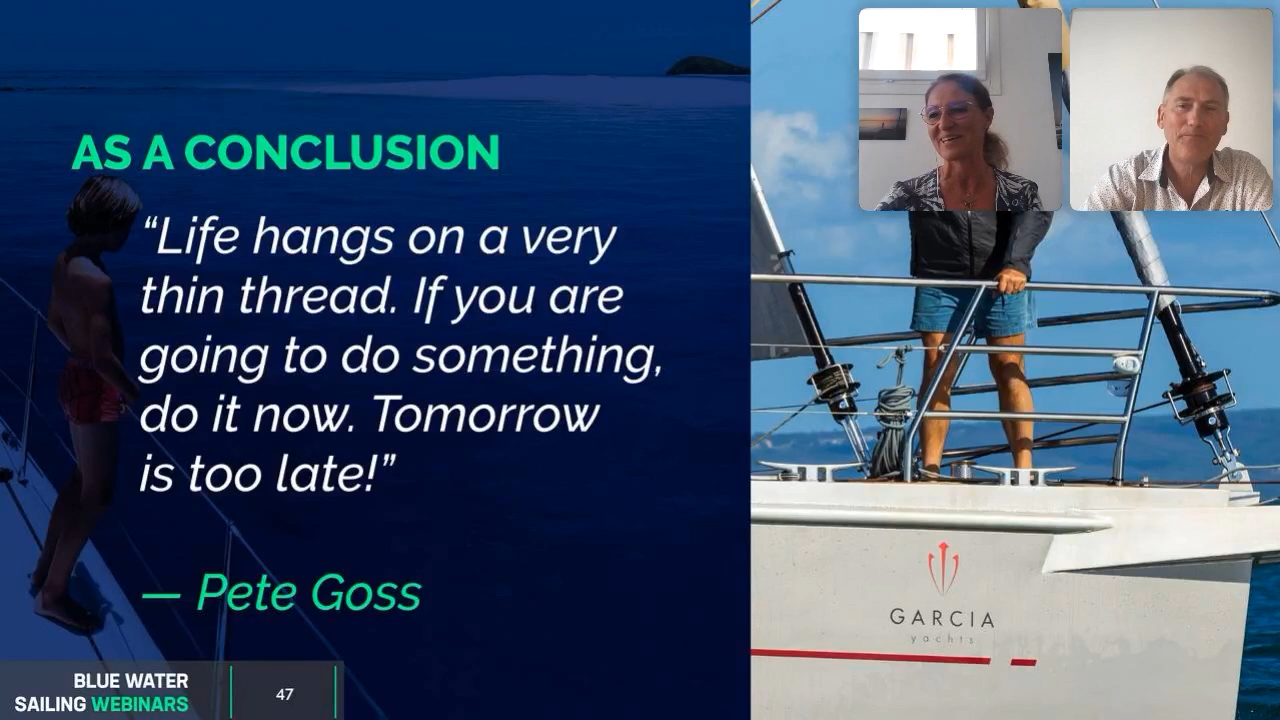 AS A CONCLUSION
“Life hangs on a very
thin thread. If you are
going to do something,
do it now. Tomorrow
is too late!”
— Pete Goss
BLUE WATER
SAILING WEBINARS
47
GARCIA
yachts